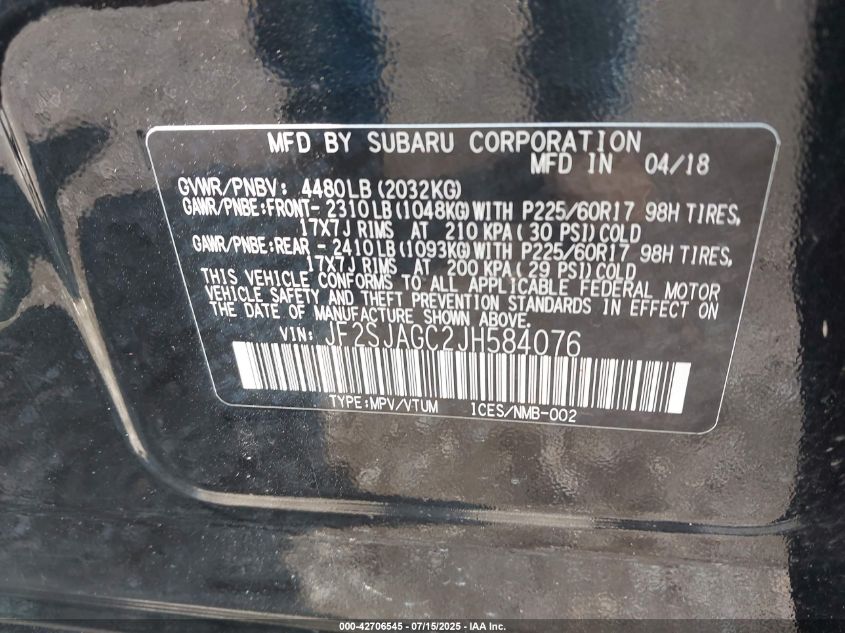 MFD BY SUBARU CORPORATION
MFD IN 04/18
GVWR/PNBV: 4480LB (2032KG)
GAWR/PNBE:FRONT- 2310LB (1048KG) WITH P225/60R17 98H TIRES,
17X7J RIMS AT 210 KPA ( 30 PSI) COLD
GAWR/PNBE:REAR - 2410LB (1093KG) WITH P225/60R17 98H TIRES,
17X7J RIMS AT 200 KPA ( 29 PSI) COLD
THIS VEHICLE CONFORMS TO ALL APPLICABLE FEDERAL MOTOR
VEHICLE SAFETY AND THEFT PREVENTION STANDARDS IN EFFECT ON
THE DATE OF MANUFACTURE SHOWN ABOVE.
VIN: JF2SJAGC2JH584076
TYPE:MPV/VTUM 1CES/NMB-002
000-42706545 - 07/15/2025 - IAA Inc.